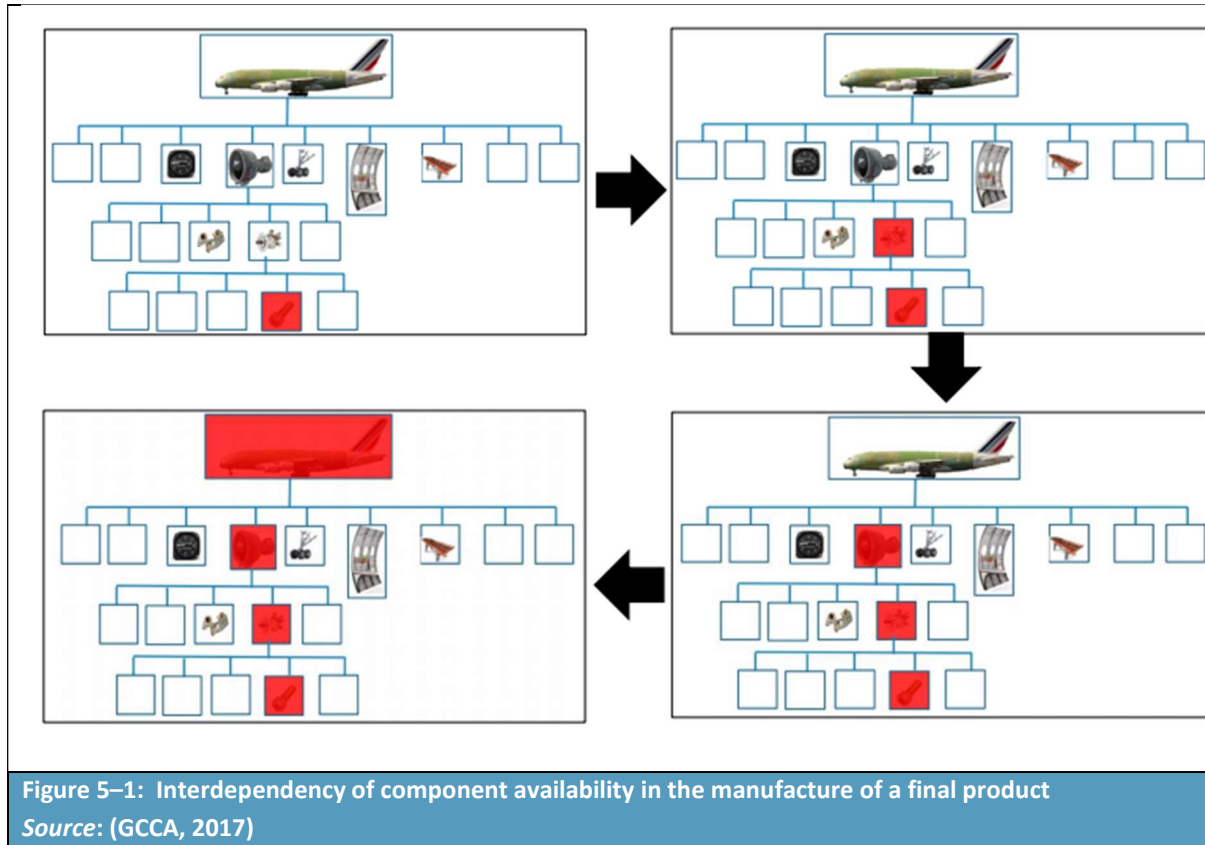 Figure 5–1:  Interdependency of component availability in the manufacture of a final product
Source: (GCCA, 2017)